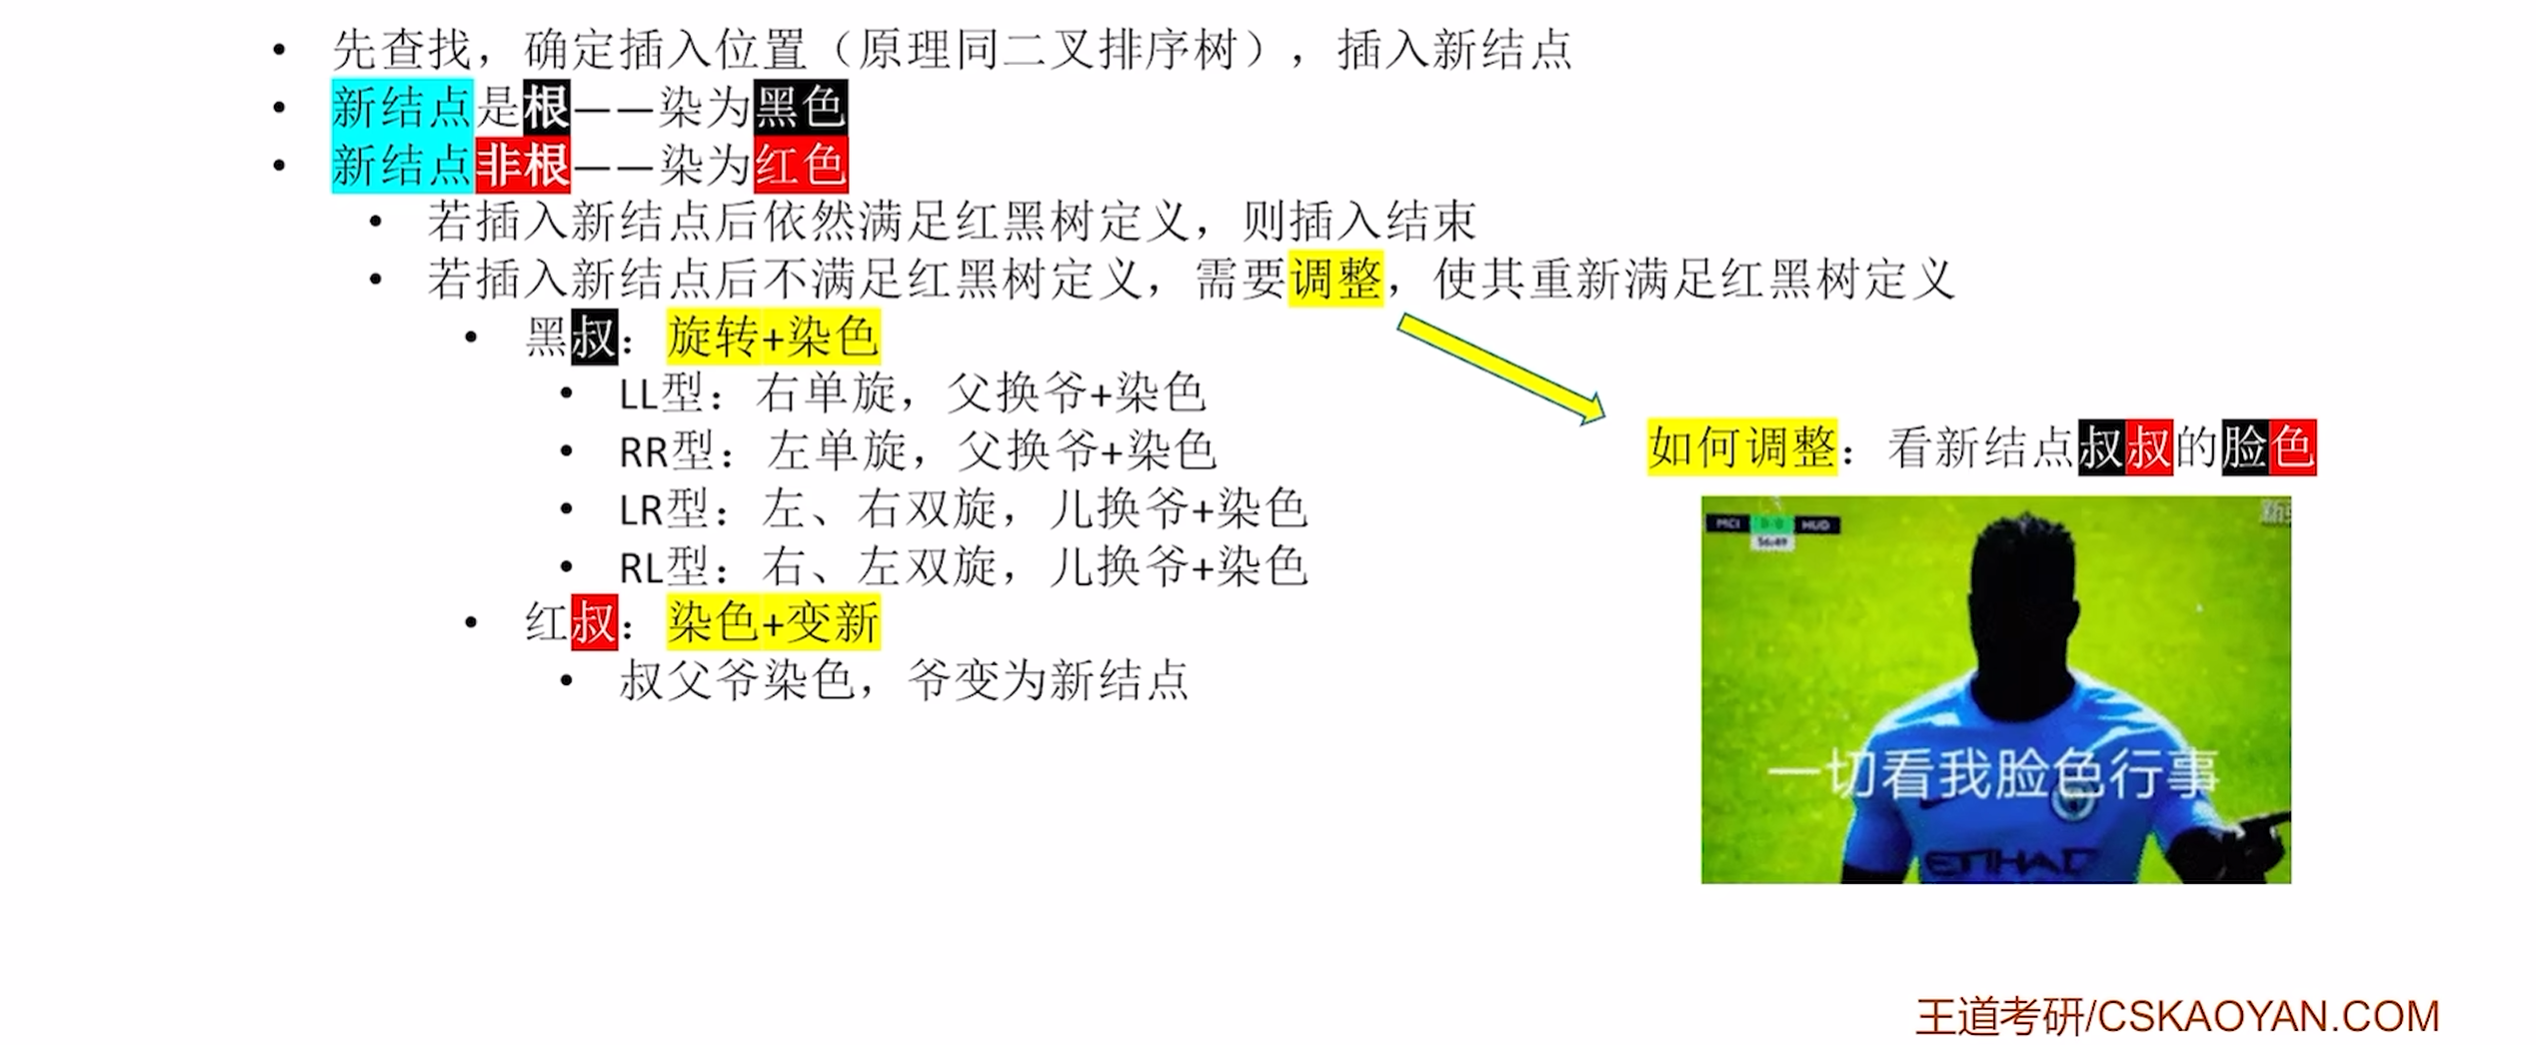 • 先查找，确定插入位置（原理同二叉排序树），插入新结点
• 新结点是根——染为黑色
• 新结点非根——染为红色
• 若插入新结点后依然满足红黑树定义，则插入结束
• 若插入新结点后不满足红黑树定义，需要调整，使其重新满足红黑树定义
• 黑叔：旋转+染色
• LL型：右单旋，父换爷+染色
• RR型：左单旋，父换爷+染色
• LR型：左、右双旋，儿换爷+染色
• RL型：右、左双旋，儿换爷+染色
• 红叔：染色+变新
• 叔父爷染色，爷变为新结点
如何调整：看新结点叔叔的脸色
MCI 0-0 HUD
56:49
一切看我脸色行事
ETIHAD
王道考研/CSKAOYAN.COM